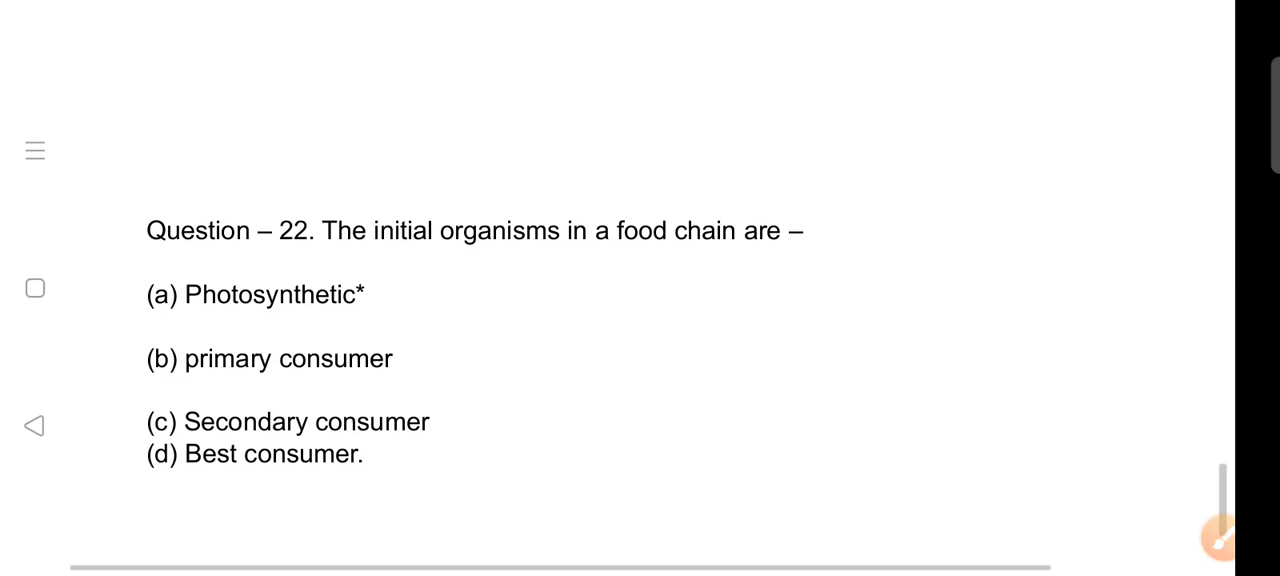 Question – 22. The initial organisms in a food chain are –
(a) Photosynthetic*
(b) primary consumer
(c) Secondary consumer
(d) Best consumer.